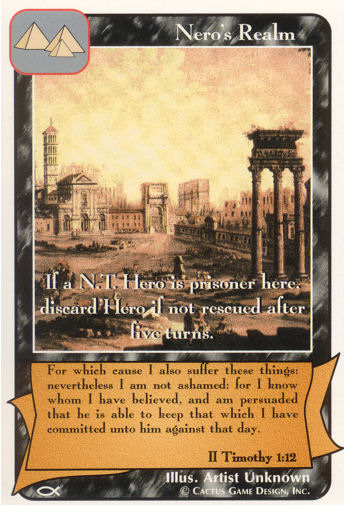 Nero's Realm
If a N.T. Hero is prisoner here,
discard Hero if not rescued after
five turns.
For which cause I also suffer these things:
nevertheless I am not ashamed: for I know
whom I have believed, and am persuaded
that he is able to keep that which I have
committed unto him against that day.
II Timothy 1:12
Illus. Artist Unknown
© Cactus Game Design, Inc.